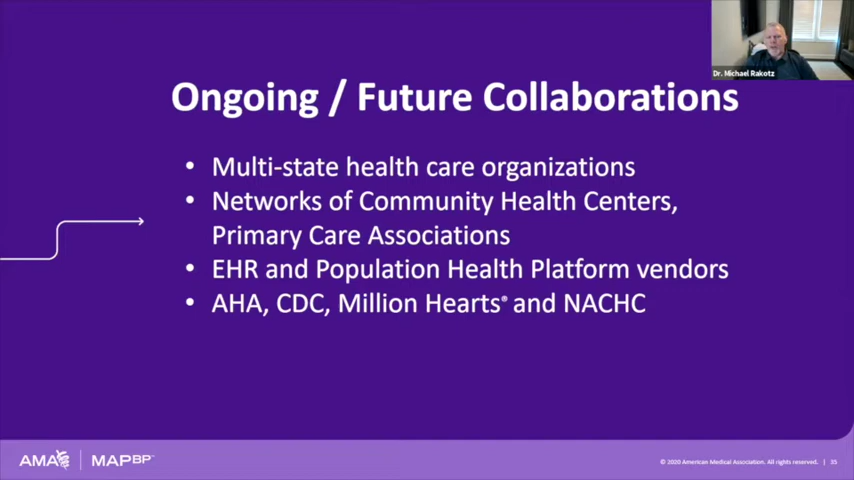 Dr. Michael Rakotz
Ongoing / Future Collaborations
• Multi-state health care organizations
• Networks of Community Health Centers,
Primary Care Associations
• EHR and Population Health Platform vendors
• AHA, CDC, Million Hearts® and NACHC
AMA MAPBP™
© 2020 American Medical Association. All rights reserved. | 35